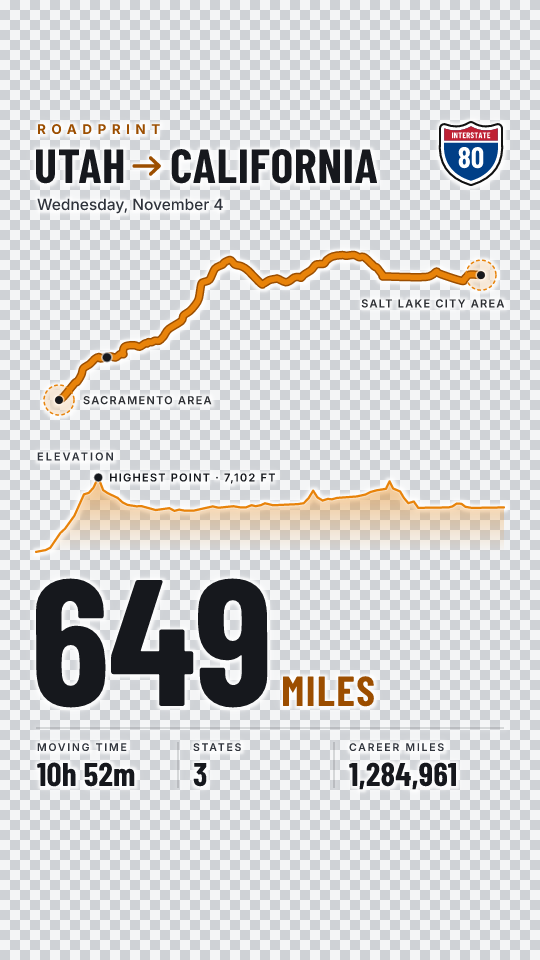 ROADPRINT
UTAH → CALIFORNIA
INTERSTATE
80
Wednesday, November 4
SALT LAKE CITY AREA
SACRAMENTO AREA
ELEVATION
HIGHEST POINT · 7,102 FT
649 MILES
MOVING TIME
10h 52m
STATES
3
CAREER MILES
1,284,961